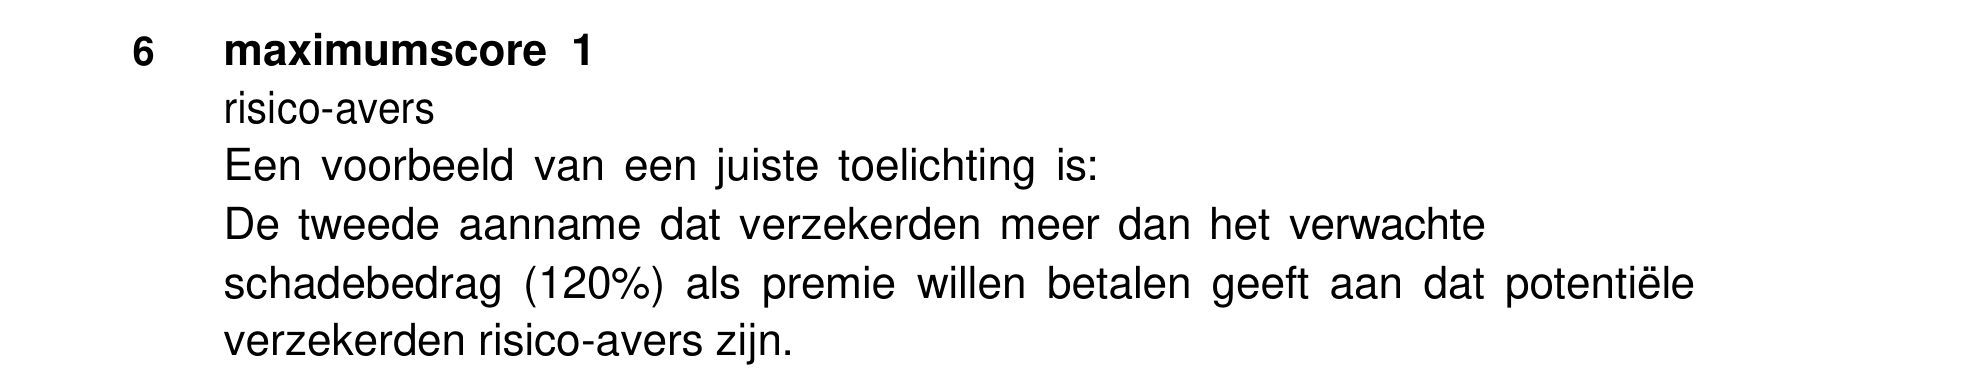 6 maximumscore 1
risico-avers
Een voorbeeld van een juiste toelichting is:
De tweede aanname dat verzekerden meer dan het verwachte
schadebedrag (120%) als premie willen betalen geeft aan dat potentiële
verzekerden risico-avers zijn.